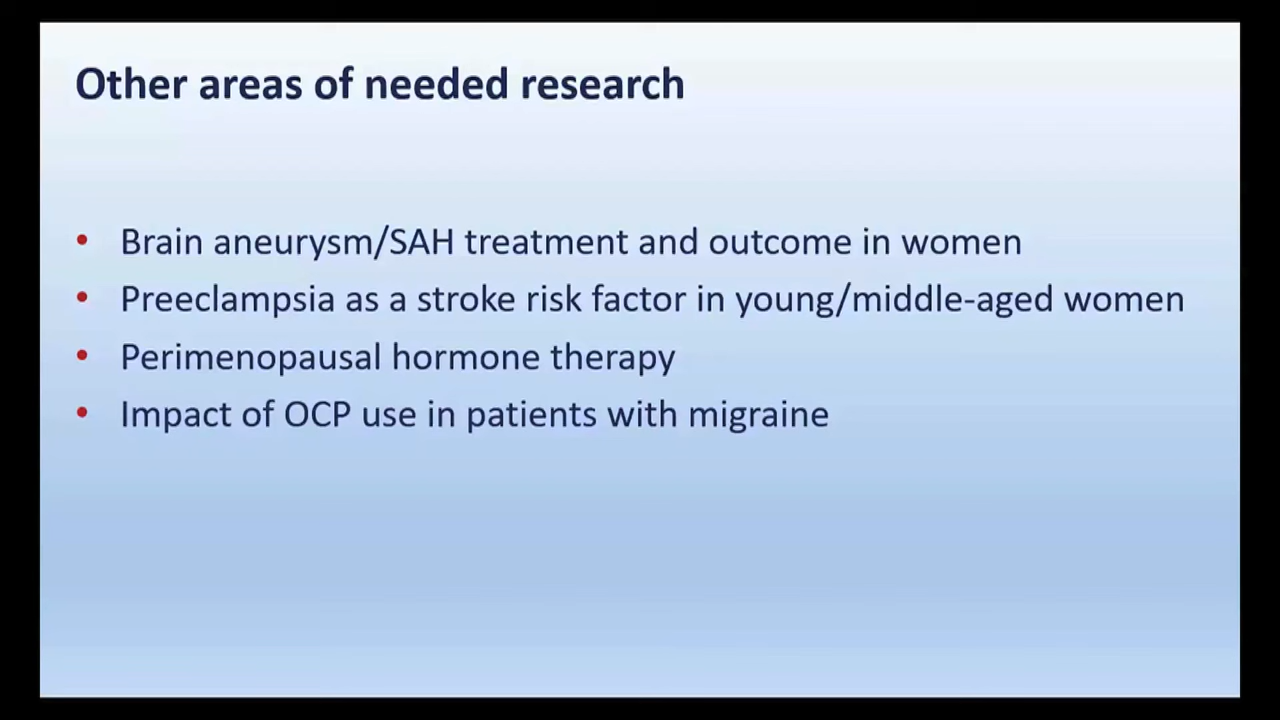 Other areas of needed research
• Brain aneurysm/SAH treatment and outcome in women
• Preeclampsia as a stroke risk factor in young/middle-aged women
• Perimenopausal hormone therapy
• Impact of OCP use in patients with migraine